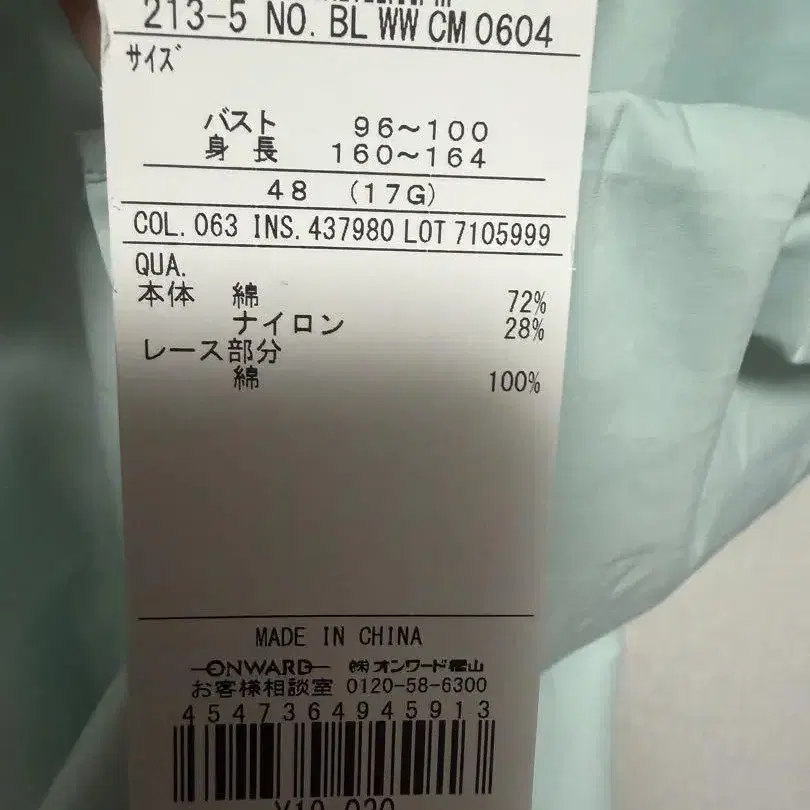 213-5 NO. BL WW CM 0604
サイズ
バスト 96～100
身長 160～164
48 (17G)
COL. 063 INS. 437980 LOT 7105999
QUA.
本体 綿 72%
ナイロン 28%
レース部分
綿 100%
MADE IN CHINA
ONWARD ㈱オンワード樫山
お客様相談室 0120-58-6300
4547364945913